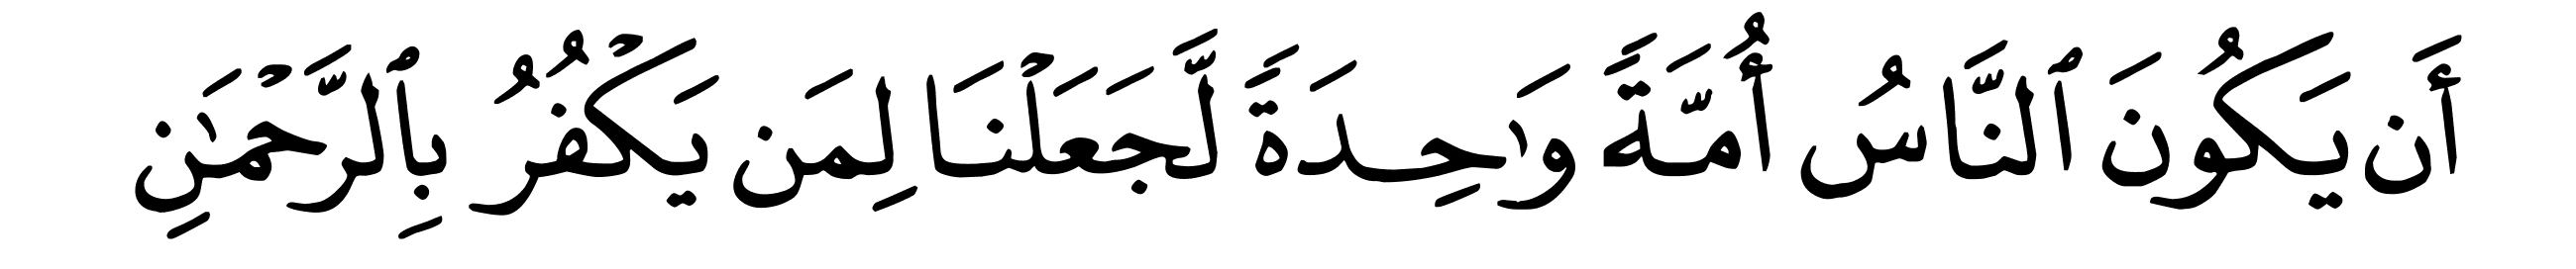 أَن يَكُونَ ٱلنَّاسُ أُمَّةً وَٰحِدَةً لَّجَعَلْنَا لِمَن يَكْفُرُ بِٱلرَّحْمَٰنِ